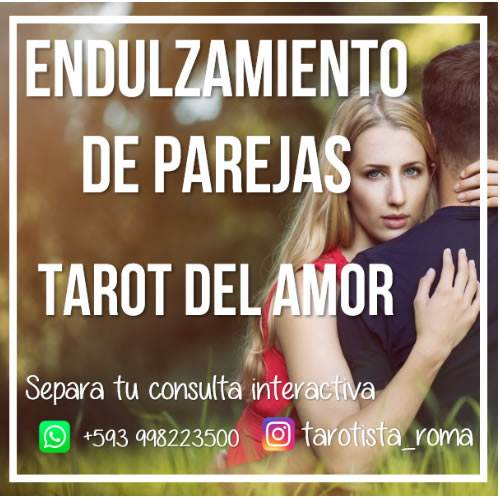 ENDULZAMIENTO
DE PAREJAS
TAROT DEL AMOR
Separa tu consulta interactiva
+593 998223500 tarotista_roma